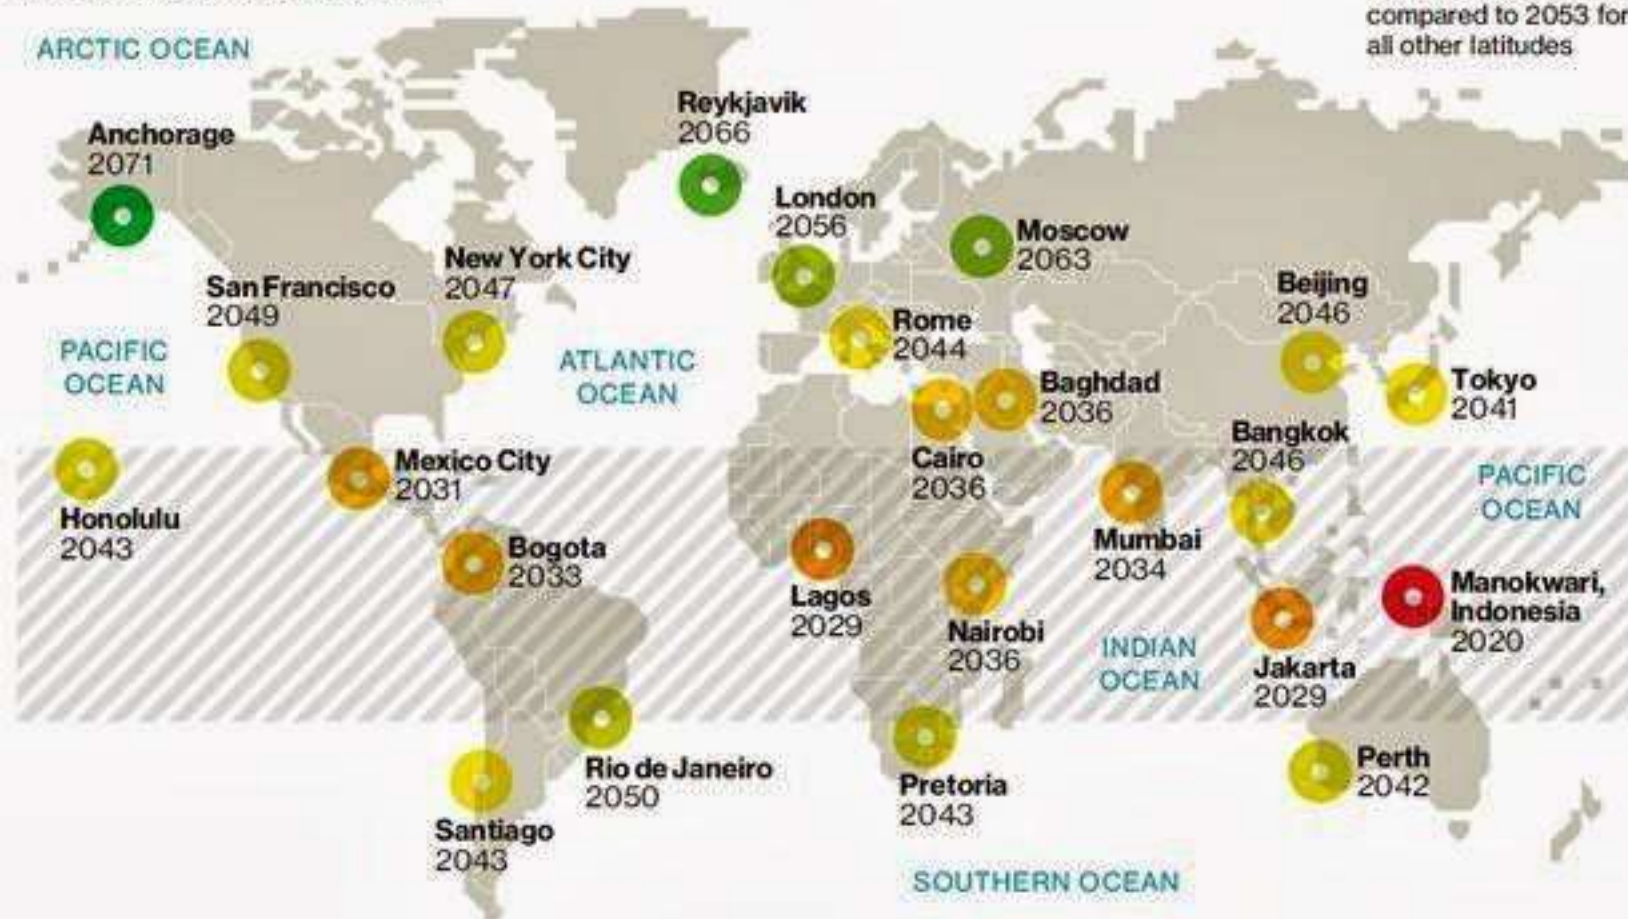 compared to 2053 for
all other latitudes
ARCTIC OCEAN
Reykjavik
2066
Anchorage
2071
London
2056
Moscow
2063
New York City
2047
San Francisco
2049
Beijing
2046
Rome
2044
PACIFIC
OCEAN
ATLANTIC
OCEAN
Baghdad
2036
Tokyo
2041
Bangkok
2046
Cairo
2036
Mexico City
2031
PACIFIC
OCEAN
Honolulu
2043
Mumbai
2034
Bogota
2033
Lagos
2029
Manokwari,
Indonesia
2020
Nairobi
2036
INDIAN
OCEAN
Jakarta
2029
Rio de Janeiro
2050
Pretoria
2043
Perth
2042
Santiago
2043
SOUTHERN OCEAN